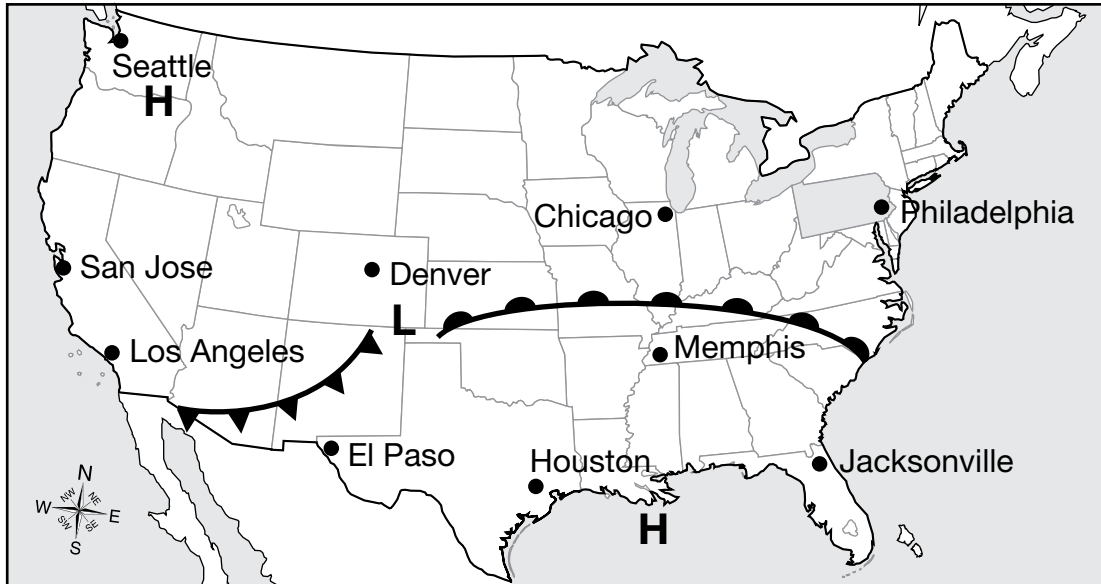 Seattle
H
Chicago
Philadelphia
San Jose
Denver
L
Los Angeles
Memphis
El Paso
Houston
Jacksonville
H
N
NW
NE
W
E
SW
SE
S